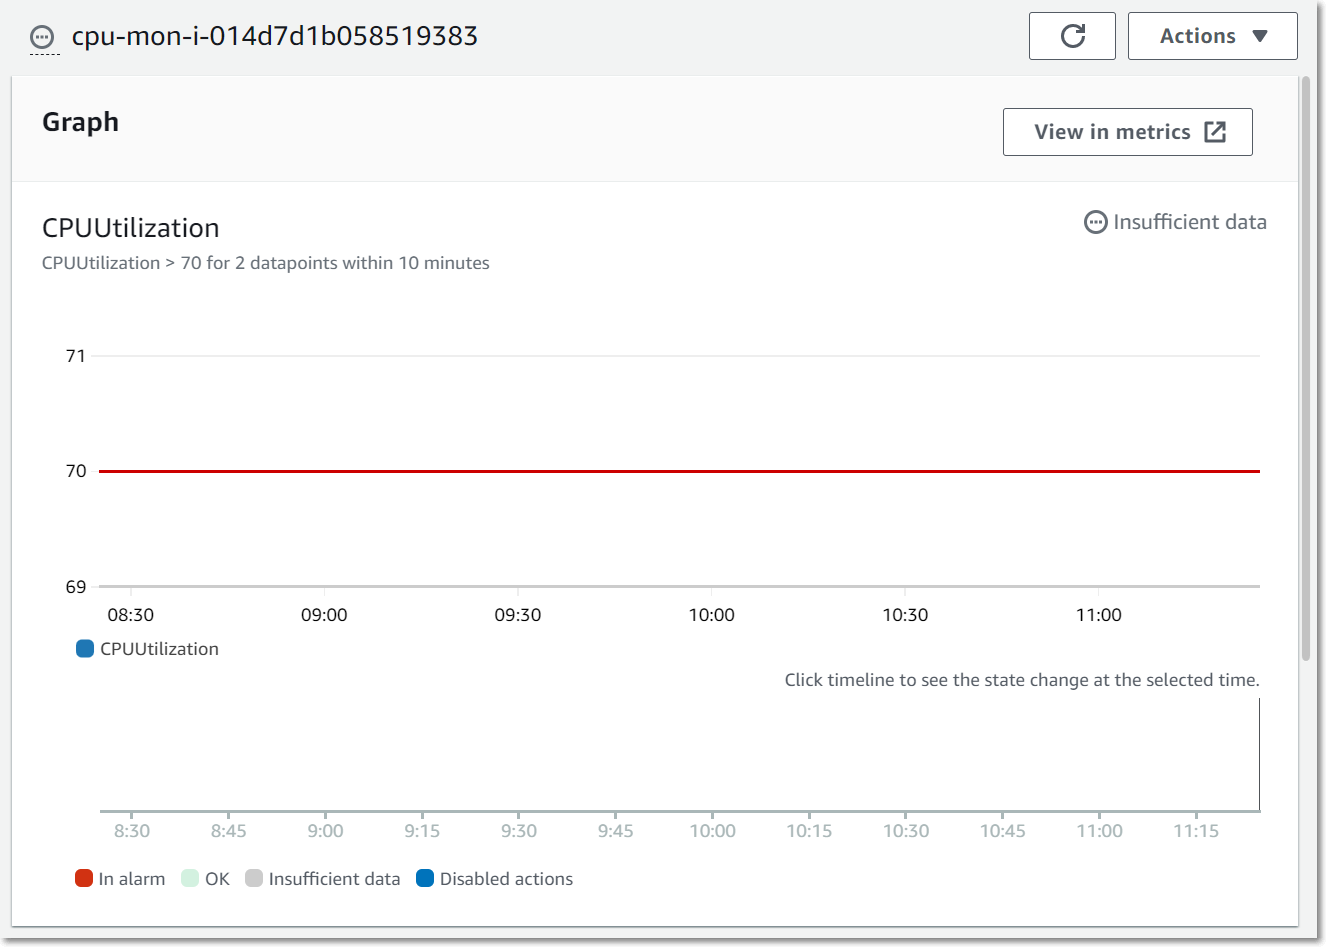 cpu-mon-i-014d7d1b058519383
Actions
Graph
View in metrics
CPUUtilization
Insufficient data
CPUUtilization > 70 for 2 datapoints within 10 minutes
71
70
69
08:30 09:00 09:30 10:00 10:30 11:00
CPUUtilization
Click timeline to see the state change at the selected time.
8:30 8:45 9:00 9:15 9:30 9:45 10:00 10:15 10:30 10:45 11:00 11:15
In alarm OK Insufficient data Disabled actions